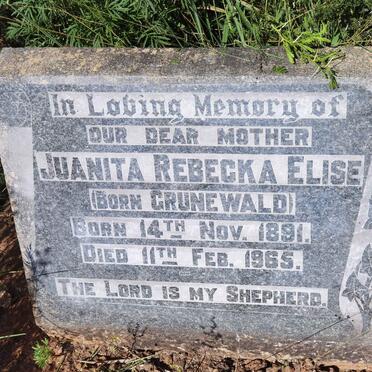 In Loving Memory of
OUR DEAR MOTHER
JUANITA REBECKA ELISE
(BORN GRUNEWALD)
BORN 14TH NOV. 1891.
DIED 11TH FEB. 1965.
THE LORD IS MY SHEPHERD.